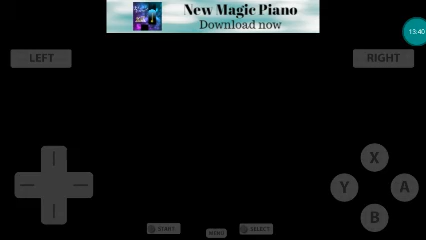 New Magic Piano
Download now
13:40
LEFT
RIGHT
X
Y
A
B
START
MENU
SELECT